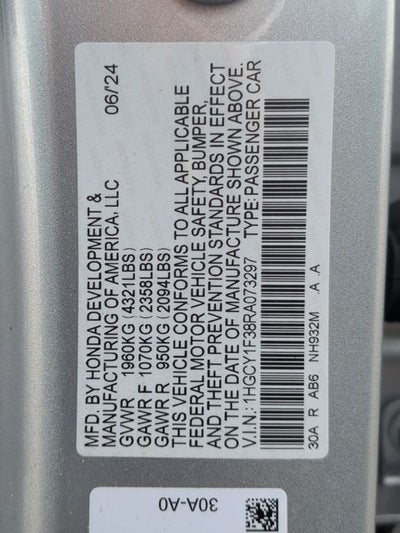 MFD. BY HONDA DEVELOPMENT &
MANUFACTURING OF AMERICA, LLC 06/'24
GVWR 1960KG (4321LBS)
GAWR F 1070KG (2358LBS)
GAWR R 950KG (2094LBS)
THIS VEHICLE CONFORMS TO ALL APPLICABLE
FEDERAL MOTOR VEHICLE SAFETY, BUMPER,
AND THEFT PREVENTION STANDARDS IN EFFECT
ON THE DATE OF MANUFACTURE SHOWN ABOVE.
V.I.N.: 1HGCY1F38RA073297 TYPE: PASSENGER CAR
30A R AB6 NH932M .A .A
30A-A0